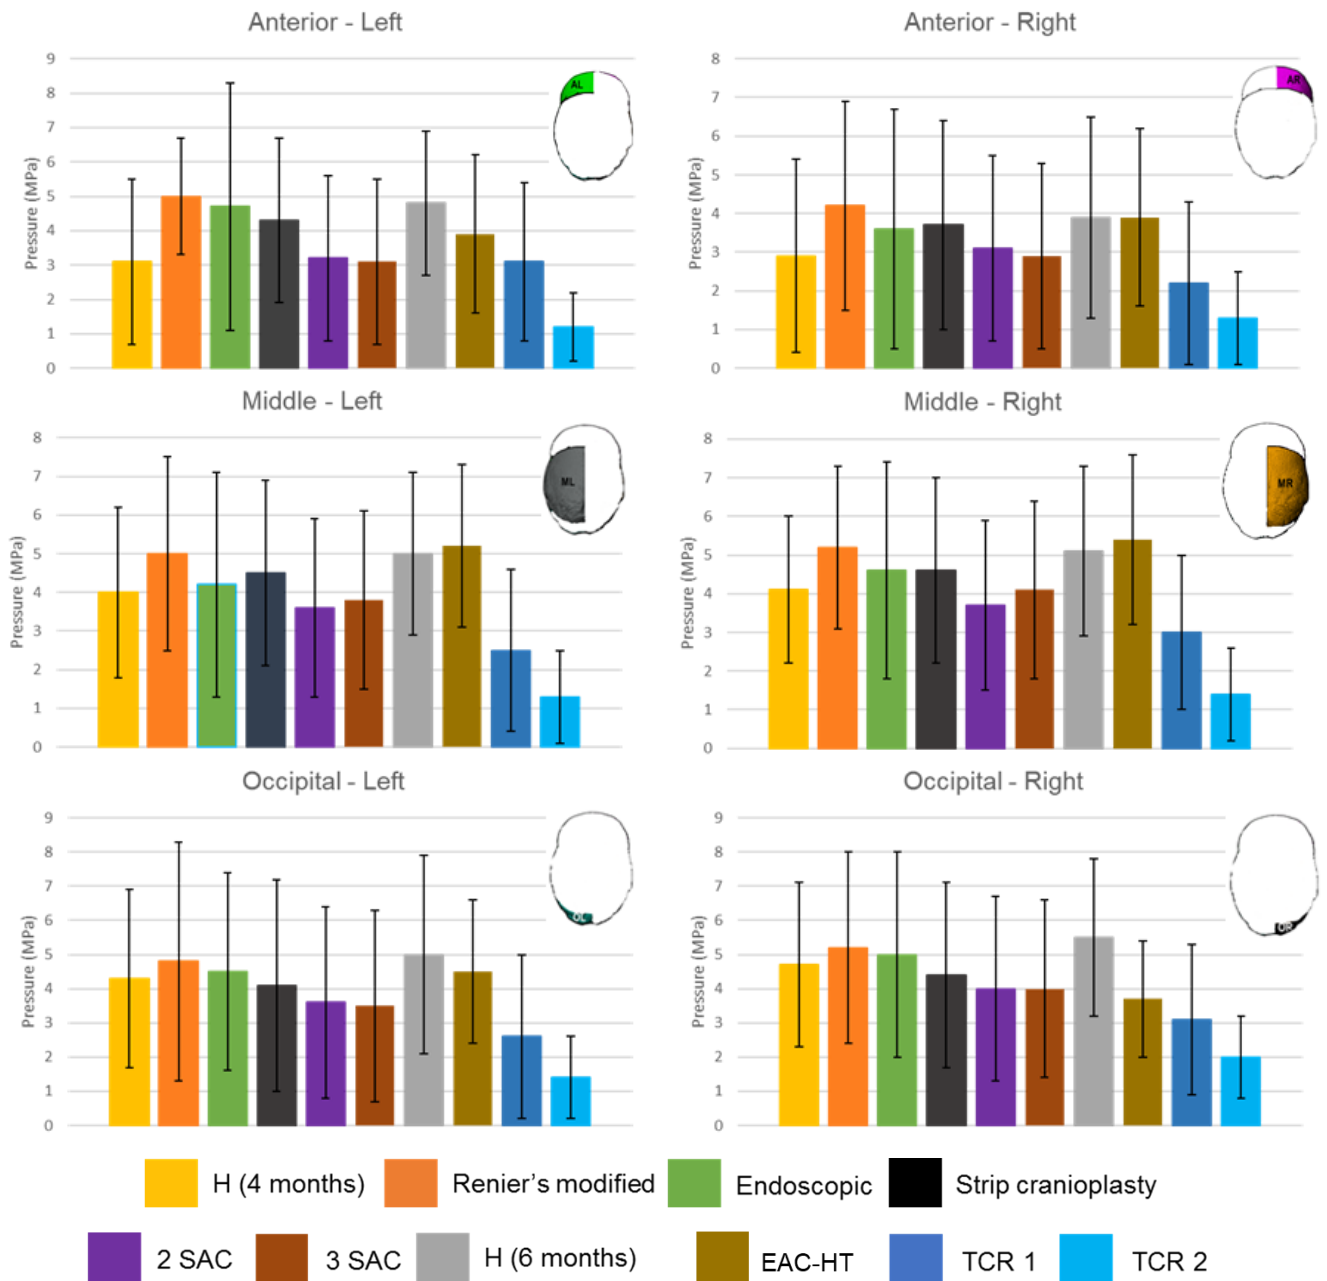 Anterior - Left
9
8
7
6
5
4
3
2
1
0
Pressure (MPa)
AL
Anterior - Right
8
7
6
5
4
3
2
1
0
Pressure (MPa)
AR
Middle - Left
8
7
6
5
4
3
2
1
0
Pressure (MPa)
ML
Middle - Right
8
7
6
5
4
3
2
1
0
Pressure (MPa)
MR
Occipital - Left
9
8
7
6
5
4
3
2
1
0
Pressure (MPa)
OL
Occipital - Right
9
8
7
6
5
4
3
2
1
0
Pressure (MPa)
OR
H (4 months) Renier’s modified Endoscopic Strip cranioplasty
2 SAC 3 SAC H (6 months) EAC-HT TCR 1 TCR 2